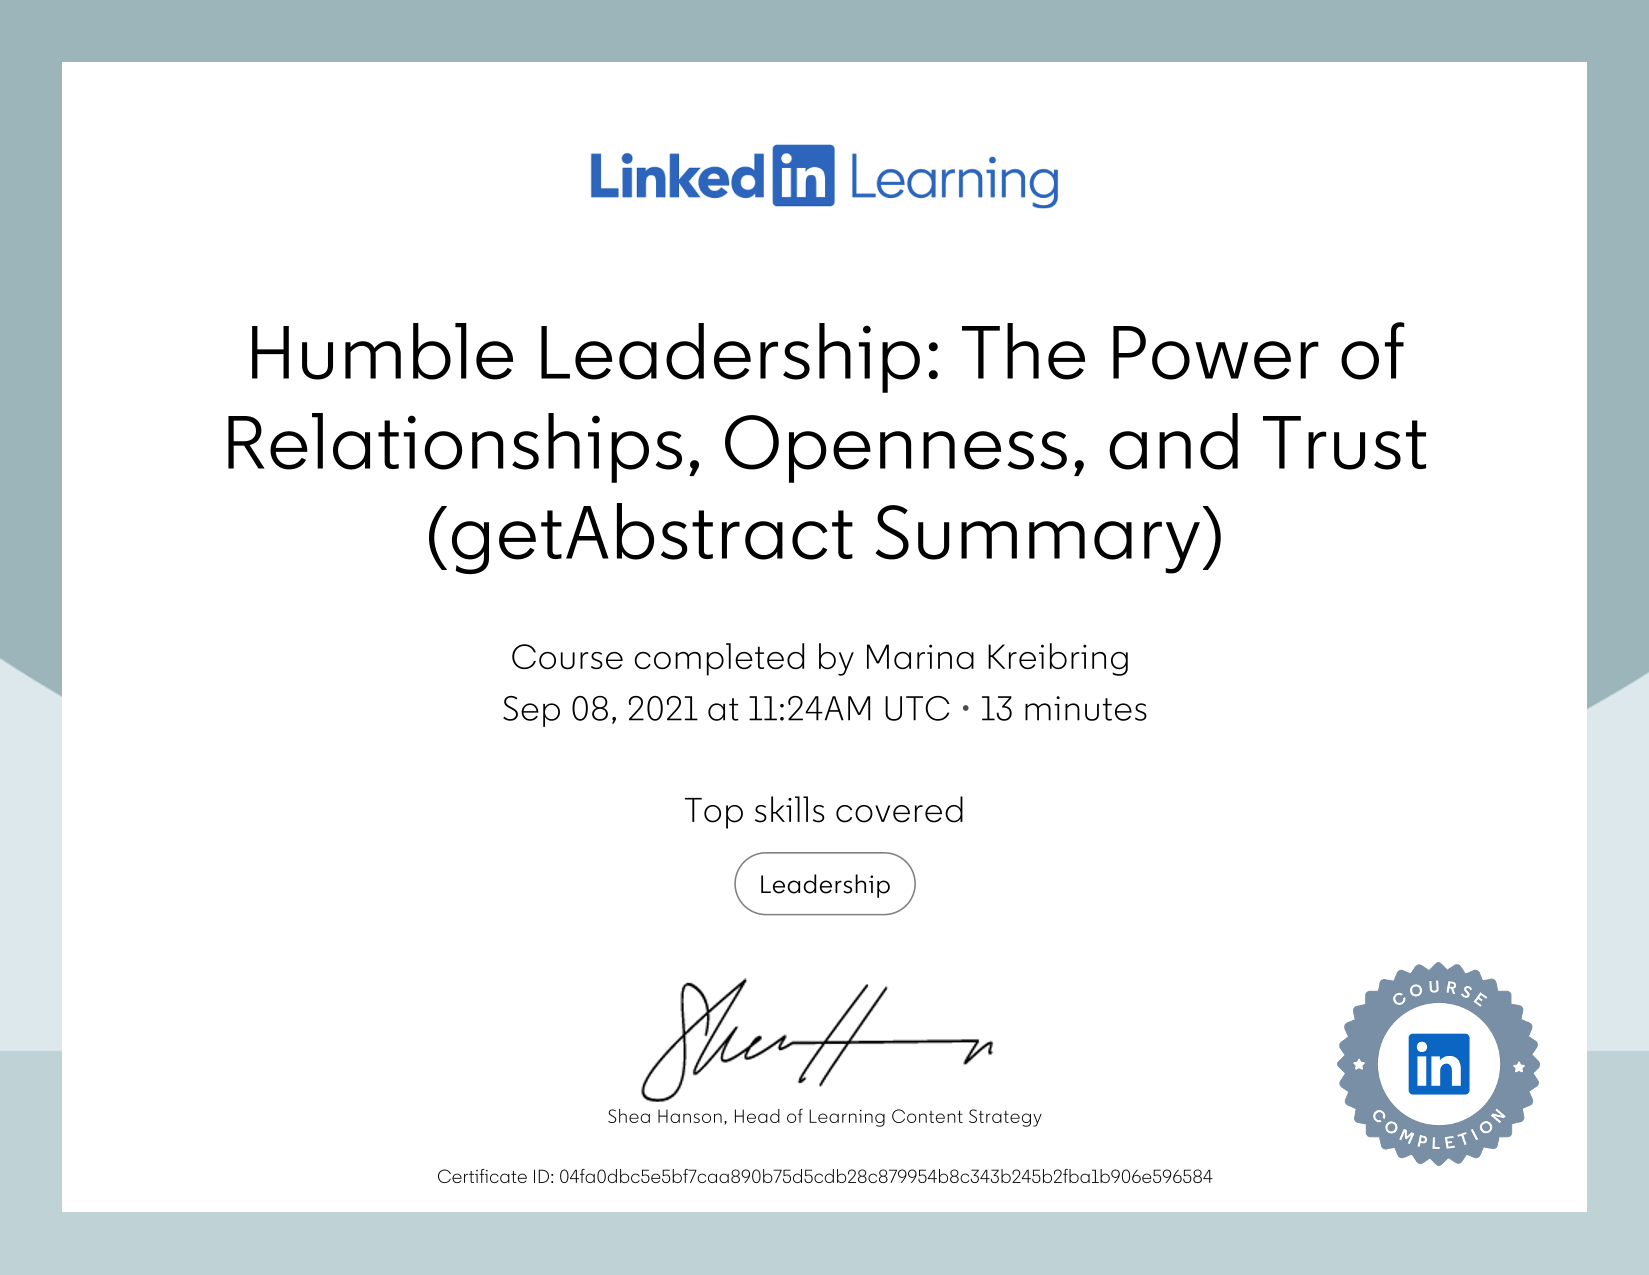 Linked in Learning
Humble Leadership: The Power of
Relationships, Openness, and Trust
(getAbstract Summary)
Course completed by Marina Kreibring
Sep 08, 2021 at 11:24AM UTC • 13 minutes
Top skills covered
Leadership
Shea Hanson, Head of Learning Content Strategy
COURSE
in
COMPLETION
Certificate ID: 04fa0dbc5e5bf7caa890b75d5cdb28c879954b8c343b245b2fba1b906e596584